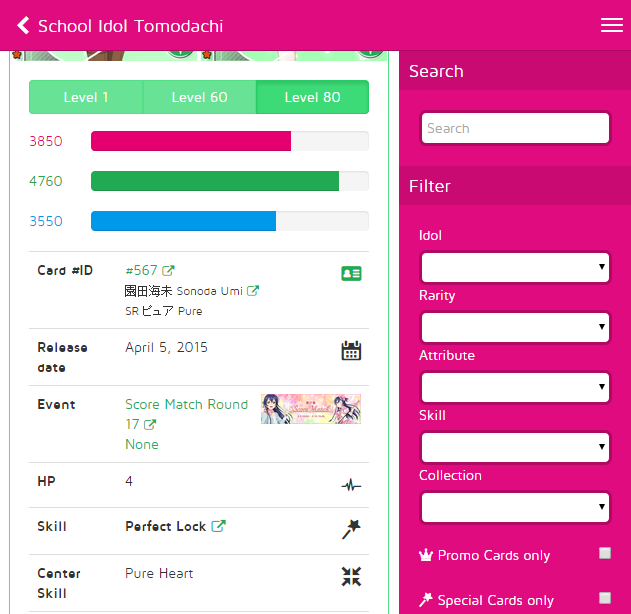 School Idol Tomodachi
Level 1
Level 60
Level 80
3850
4760
3550
Card #ID
#567
園田海未 Sonoda Umi
SR ピュア Pure
Release date
April 5, 2015
Event
Score Match Round
17
None
Score Match
HP
4
Skill
Perfect Lock
Center
Skill
Pure Heart
Search
Search
Filter
Idol
Rarity
Attribute
Skill
Collection
Promo Cards only
Special Cards only